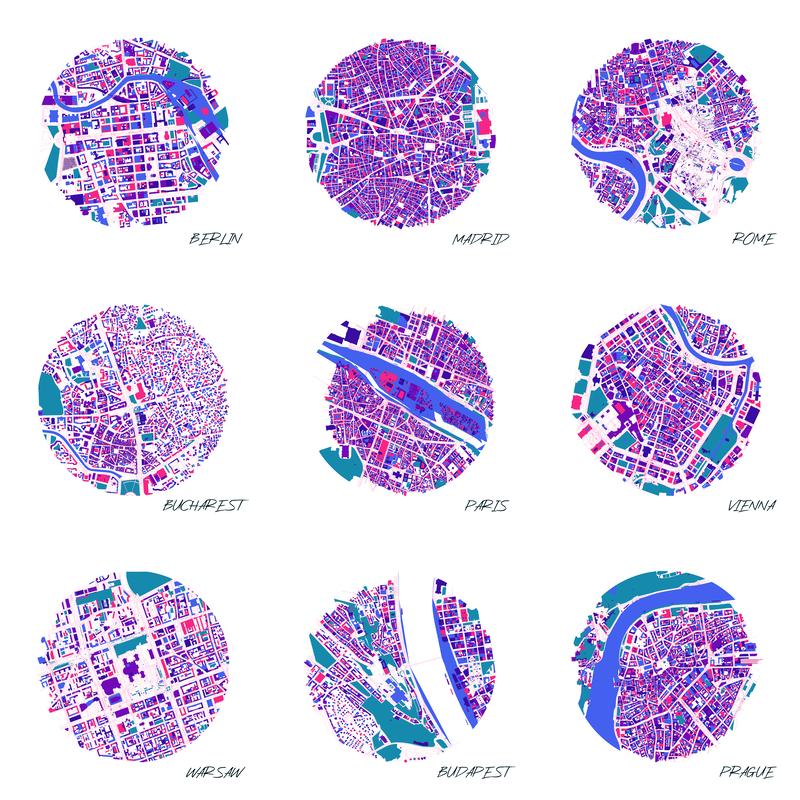 BERLIN
MADRID
ROME
BUCHAREST
PARIS
VIENNA
WARSAW
BUDAPEST
PRAGUE